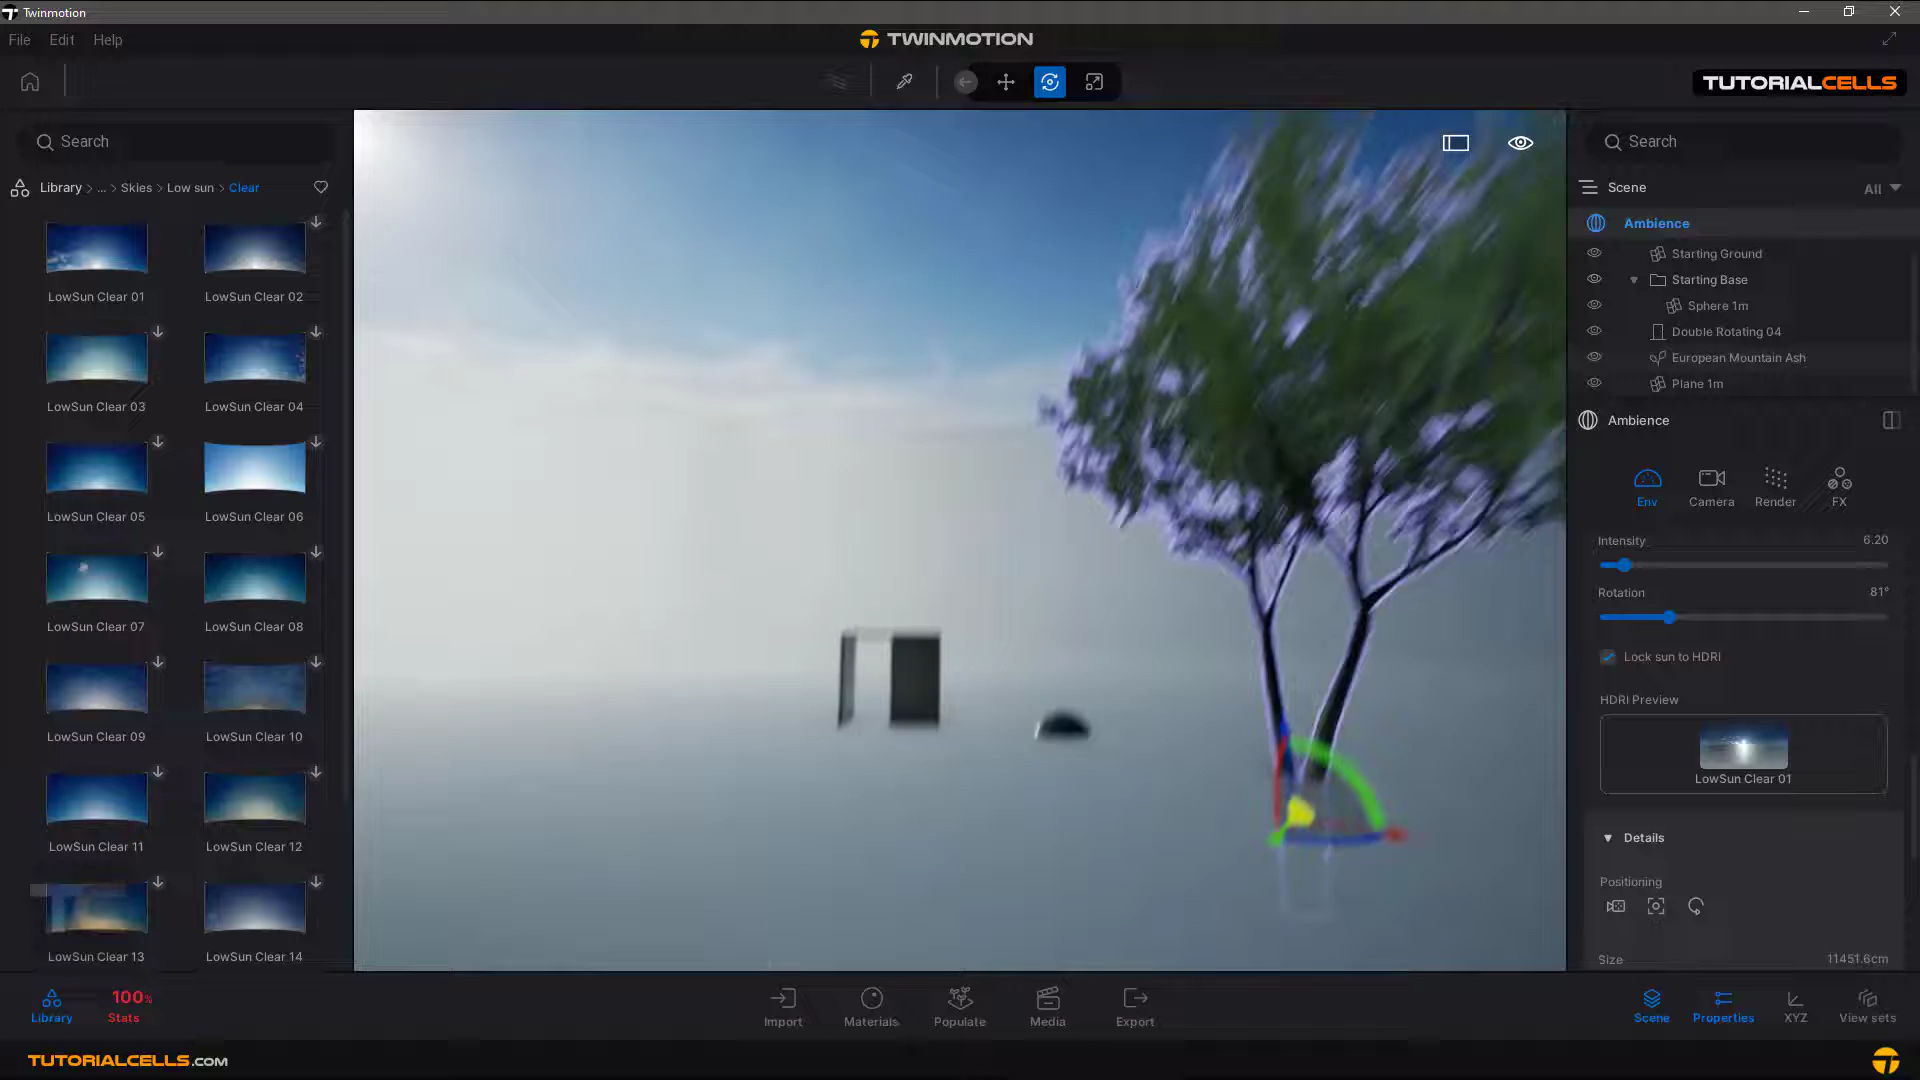 Twinmotion
File Edit Help
TWINMOTION
TUTORIALCELLS
Search
Library > ... > Skies > Low sun > Clear
LowSun Clear 01
LowSun Clear 02
LowSun Clear 03
LowSun Clear 04
LowSun Clear 05
LowSun Clear 06
LowSun Clear 07
LowSun Clear 08
LowSun Clear 09
LowSun Clear 10
LowSun Clear 11
LowSun Clear 12
LowSun Clear 13
LowSun Clear 14
Search
Scene All
Ambience
Starting Ground
Starting Base
Sphere 1m
Double Rotating 04
European Mountain Ash
Plane 1m
Ambience
Env Camera Render FX
Intensity 6.20
Rotation 81°
Lock sun to HDRI
HDRI Preview
LowSun Clear 01
Details
Positioning
Size 11451.6cm
Library
100%
Stats
Import Materials Populate Media Export
Scene Properties XYZ View sets
TUTORIALCELLS.COM